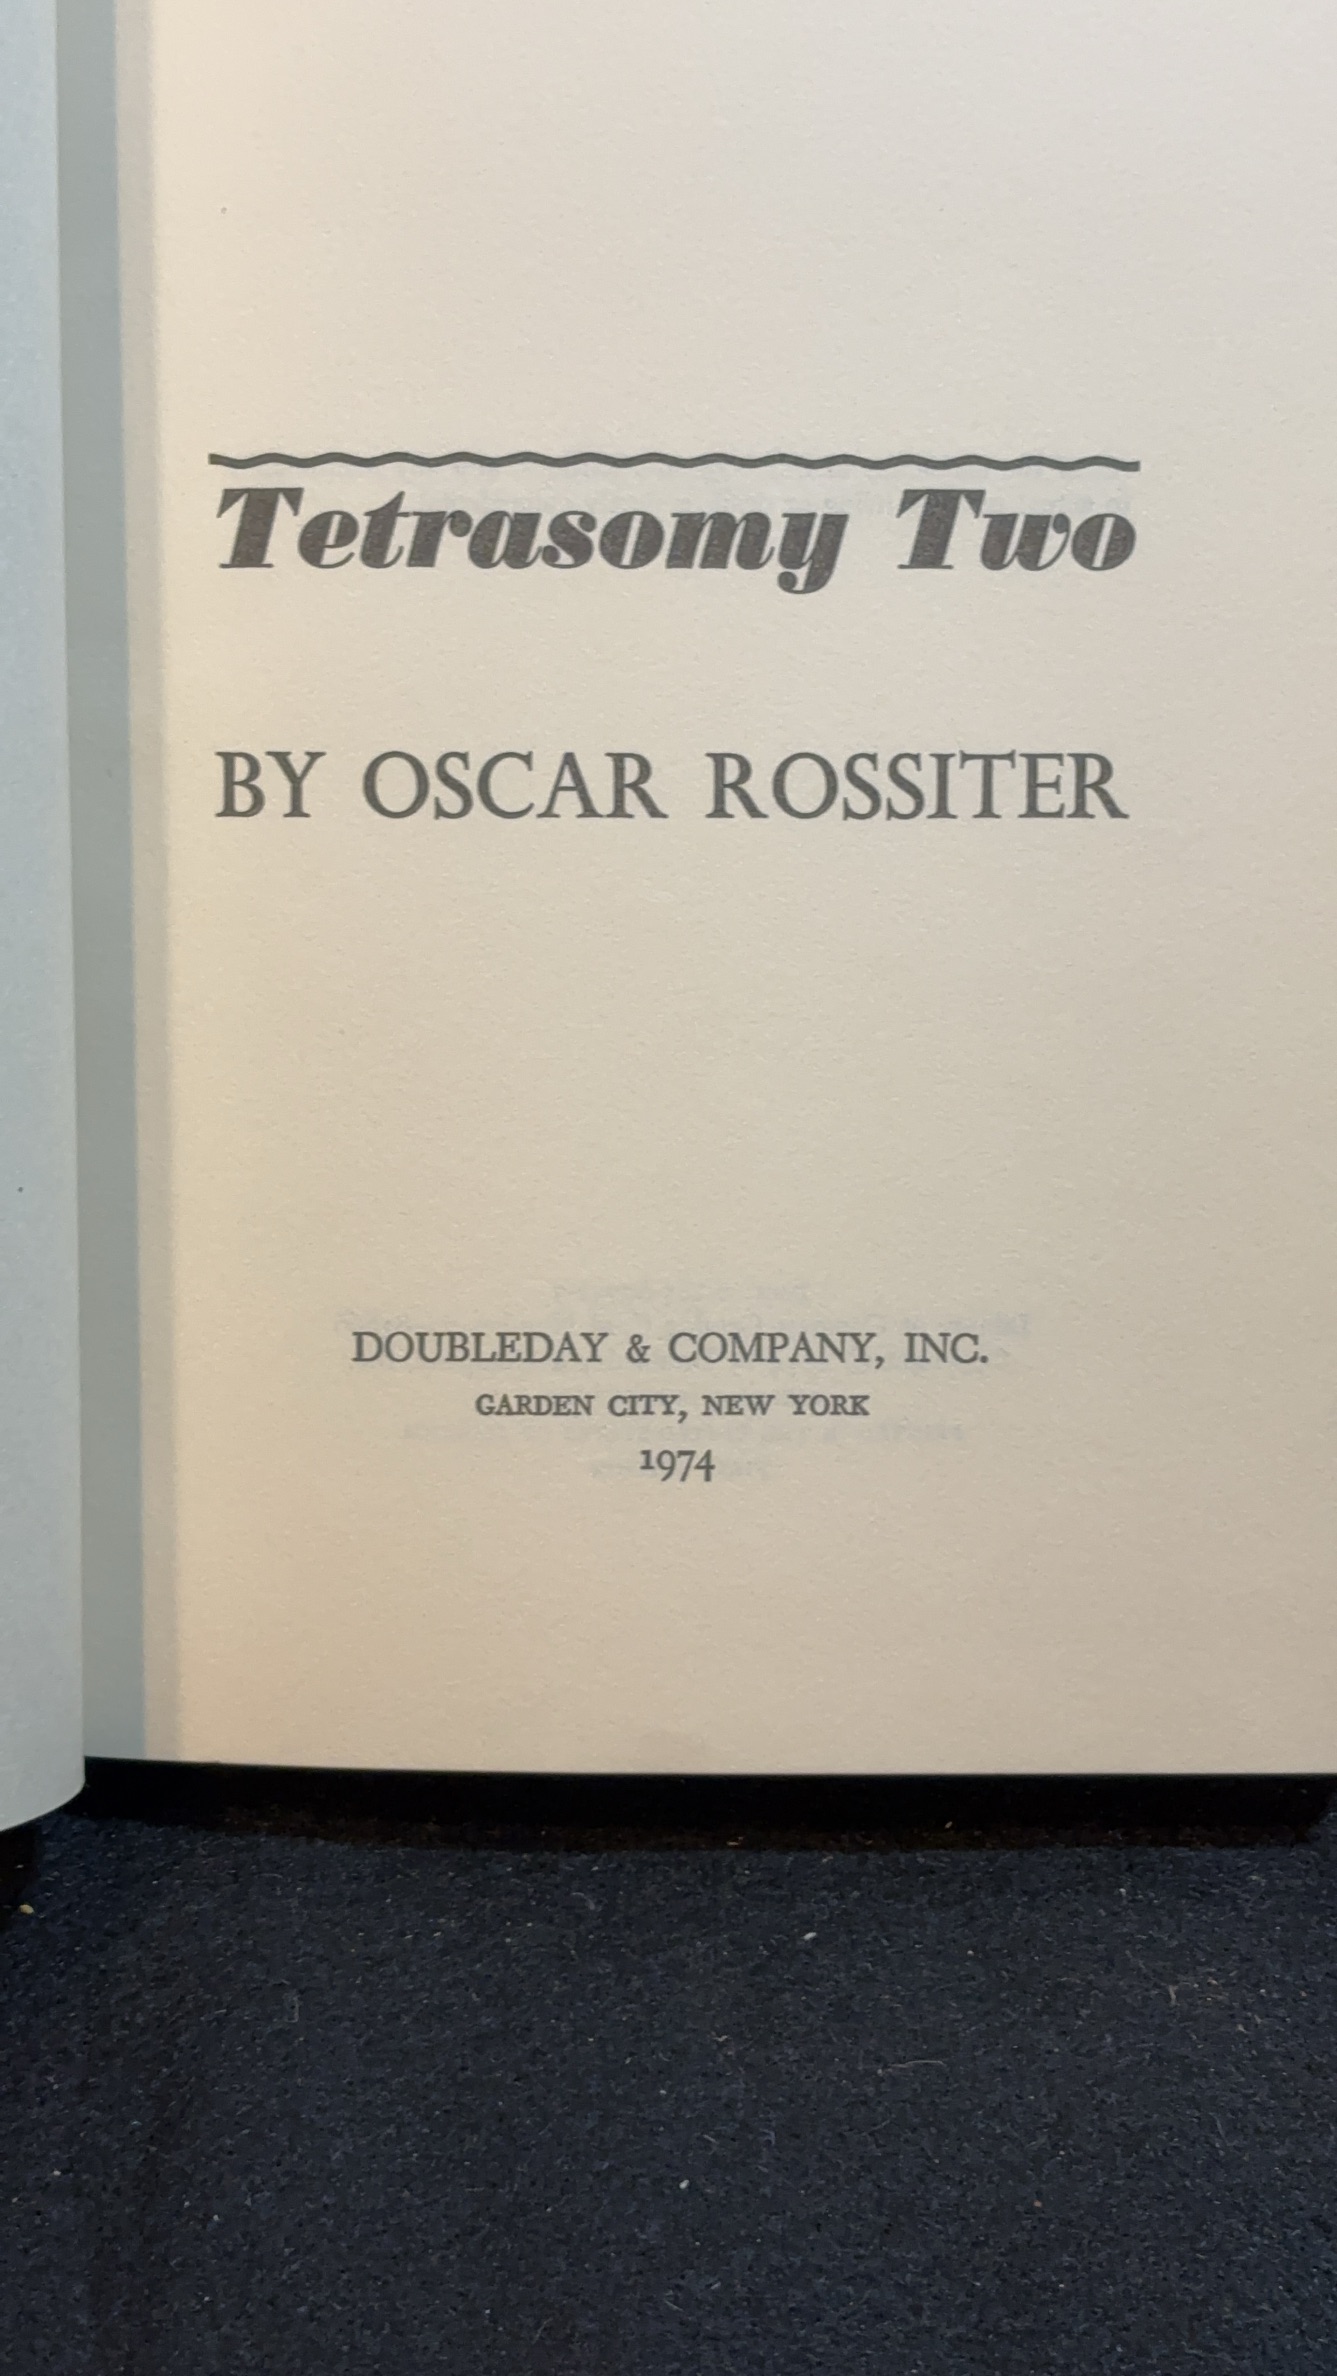 Tetrasomy Two
BY OSCAR ROSSITER
DOUBLEDAY & COMPANY, INC.
GARDEN CITY, NEW YORK
1974